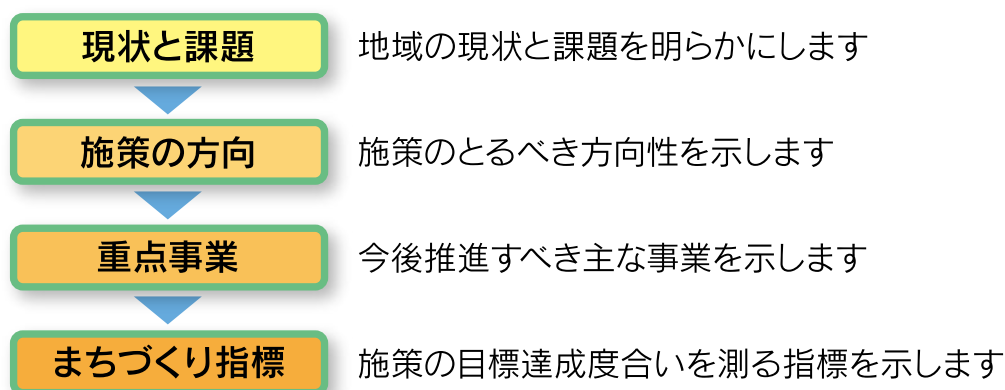 現状と課題
地域の現状と課題を明らかにします
施策の方向
施策のとるべき方向性を示します
重点事業
今後推進すべき主な事業を示します
まちづくり指標
施策の目標達成度合いを測る指標を示します